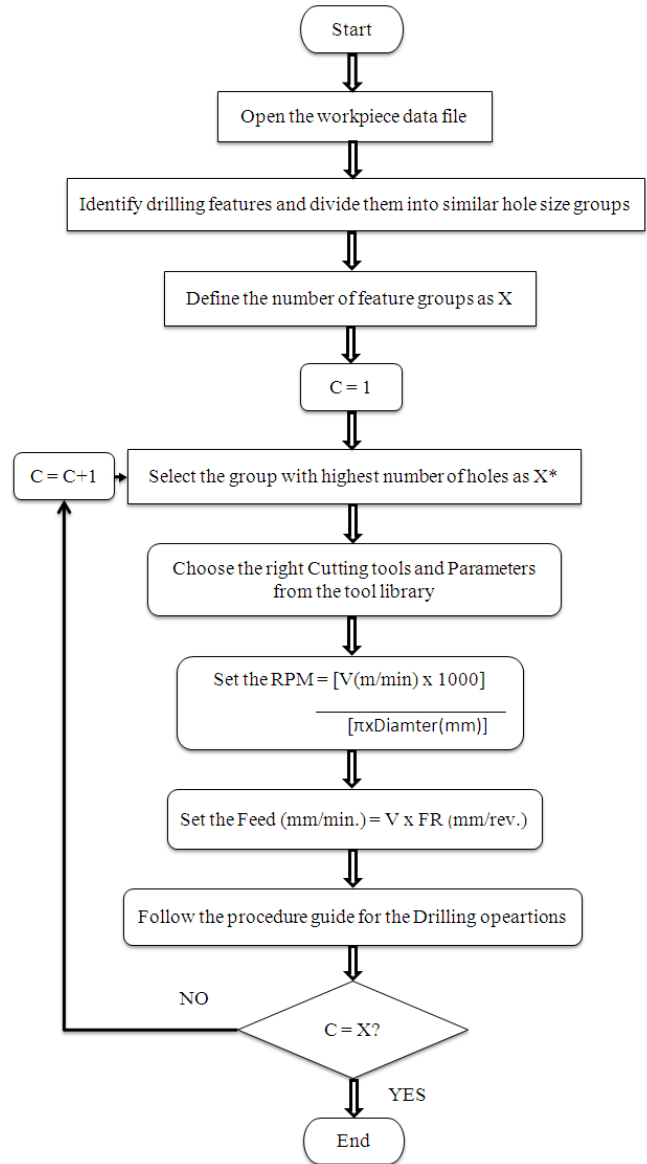 Start
Open the workpiece data file
Identify drilling features and divide them into similar hole size groups
Define the number of feature groups as X
C = 1
C = C+1
Select the group with highest number of holes as X*
Choose the right Cutting tools and Parameters
from the tool library
Set the RPM = [V(m/min) x 1000]
[πxDiamter(mm)]
Set the Feed (mm/min.) = V x FR (mm/rev.)
Follow the procedure guide for the Drilling opeartions
NO
C = X?
YES
End